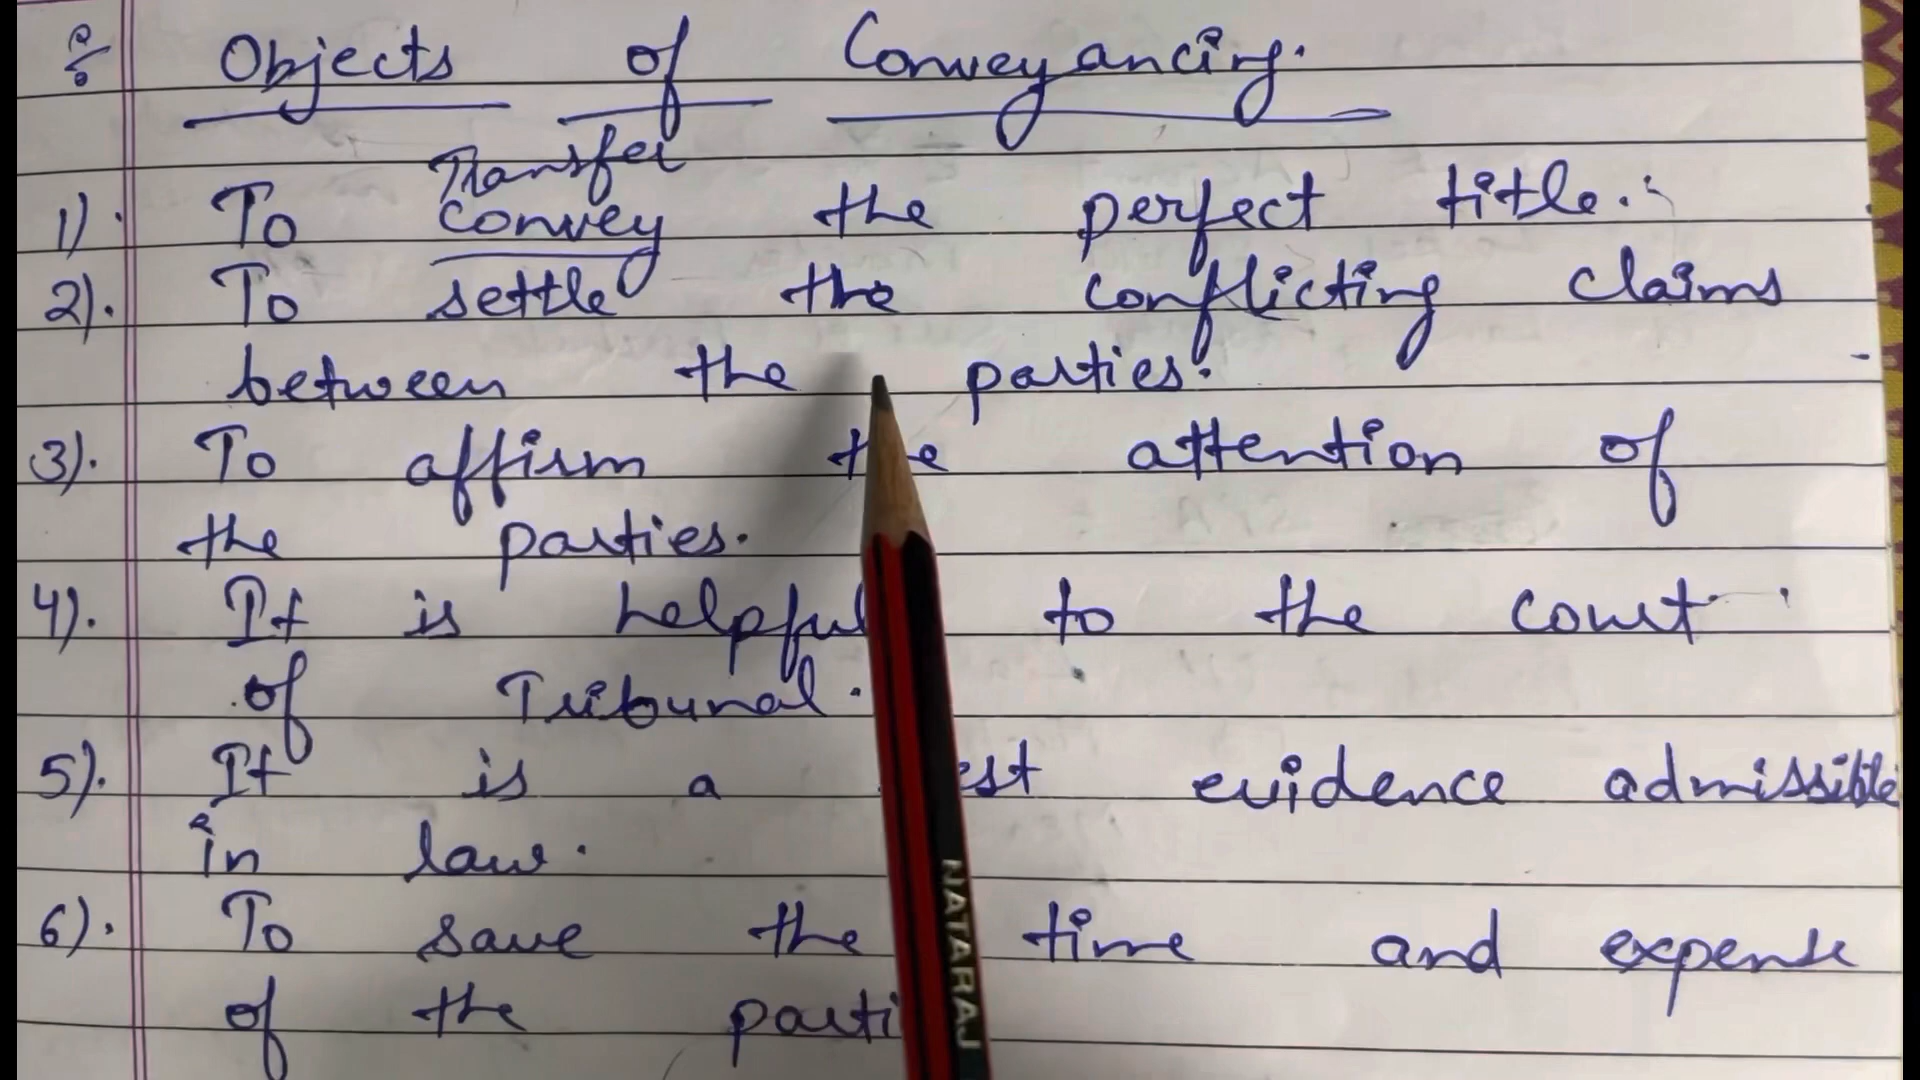 Objects of Conveyancing.
Transfer
1). To convey the perfect title.
2). To settle the conflicting claims
between the parties.
3). To affirm the attention of
the parties.
4). It is helpful to the court
of Tribunal.
5). It is a est evidence admissible
in law.
6). To save the time and expense
of the parti
NATARAJ